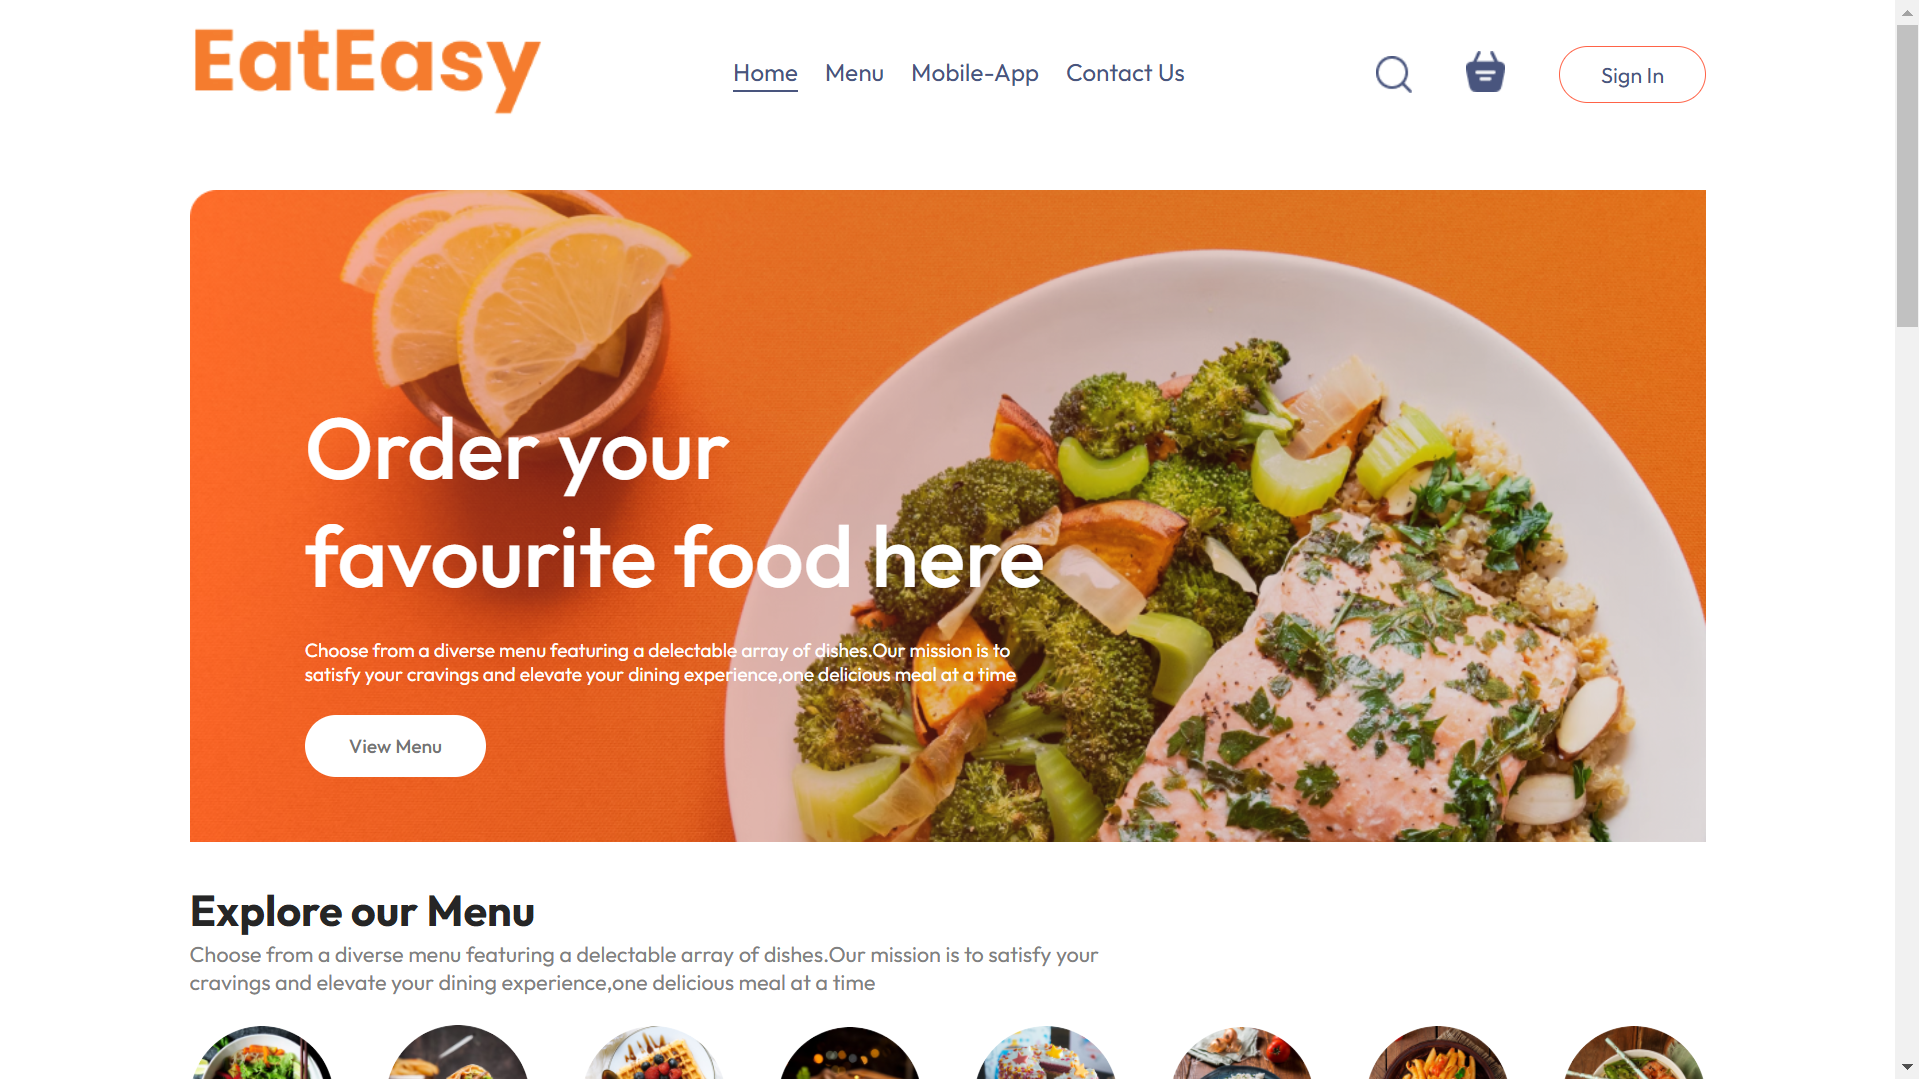 EatEasy
Home Menu Mobile-App Contact Us
Sign In
Order your
favourite food here
Choose from a diverse menu featuring a delectable array of dishes.Our mission is to
satisfy your cravings and elevate your dining experience,one delicious meal at a time
View Menu
Explore our Menu
Choose from a diverse menu featuring a delectable array of dishes.Our mission is to satisfy your
cravings and elevate your dining experience,one delicious meal at a time